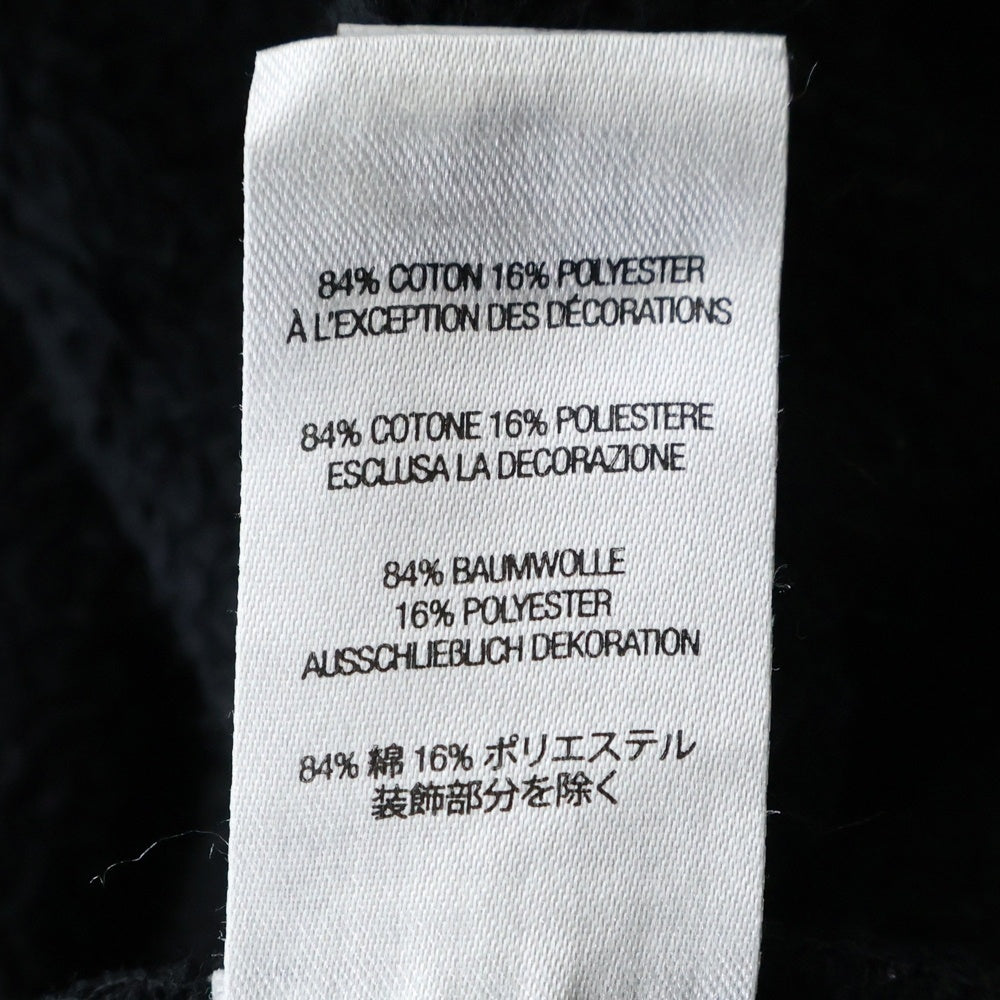 84% COTON 16% POLYESTER
À L'EXCEPTION DES DÉCORATIONS
84% COTONE 16% POLIESTERE
ESCLUSA LA DECORAZIONE
84% BAUMWOLLE
16% POLYESTER
AUSSCHLIEBLICH DEKORATION
84% 綿 16% ポリエステル
装飾部分を除く